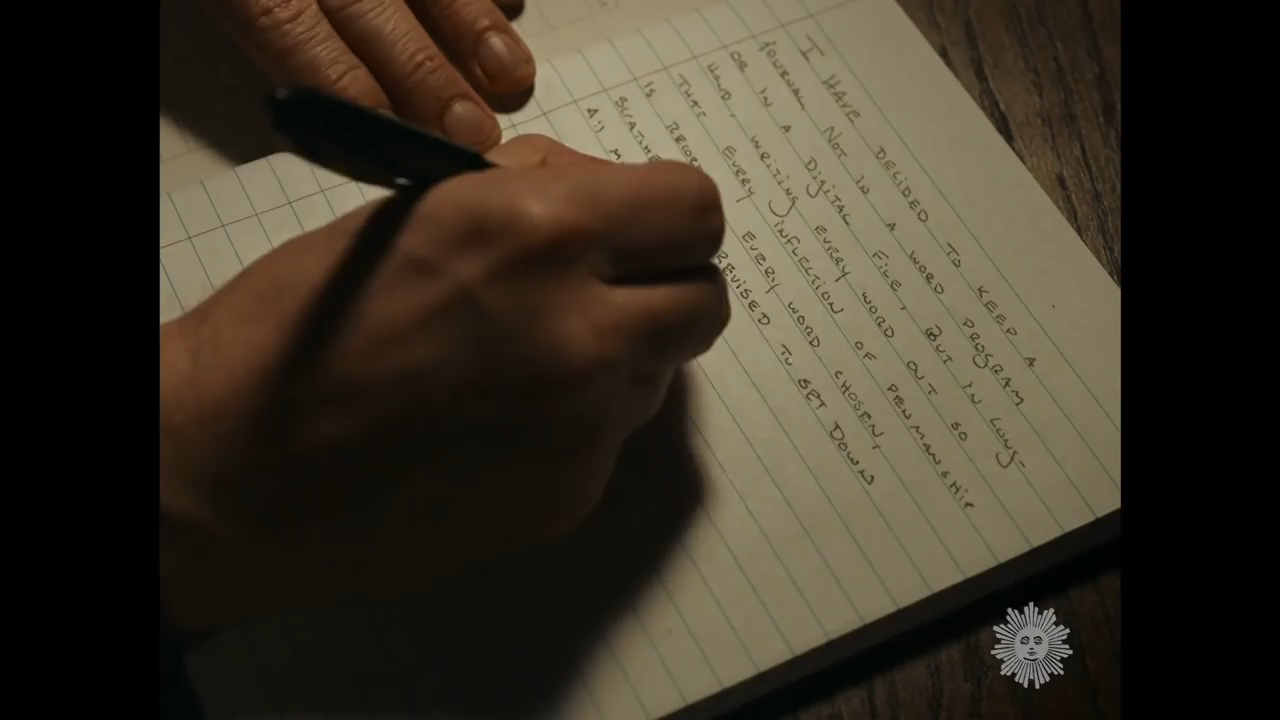 I HAVE DECIDED TO KEEP A
JOURNAL NOT IN A WORD PROGRAM
OR IN A DIGITAL FILE, BUT IN LONG-
HAND, WRITING EVERY WORD OUT SO
THAT EVERY INFLECTION OF PENMANSHIP
IS EVERY WORD CHOSEN,
REVISED TO SET DOWN